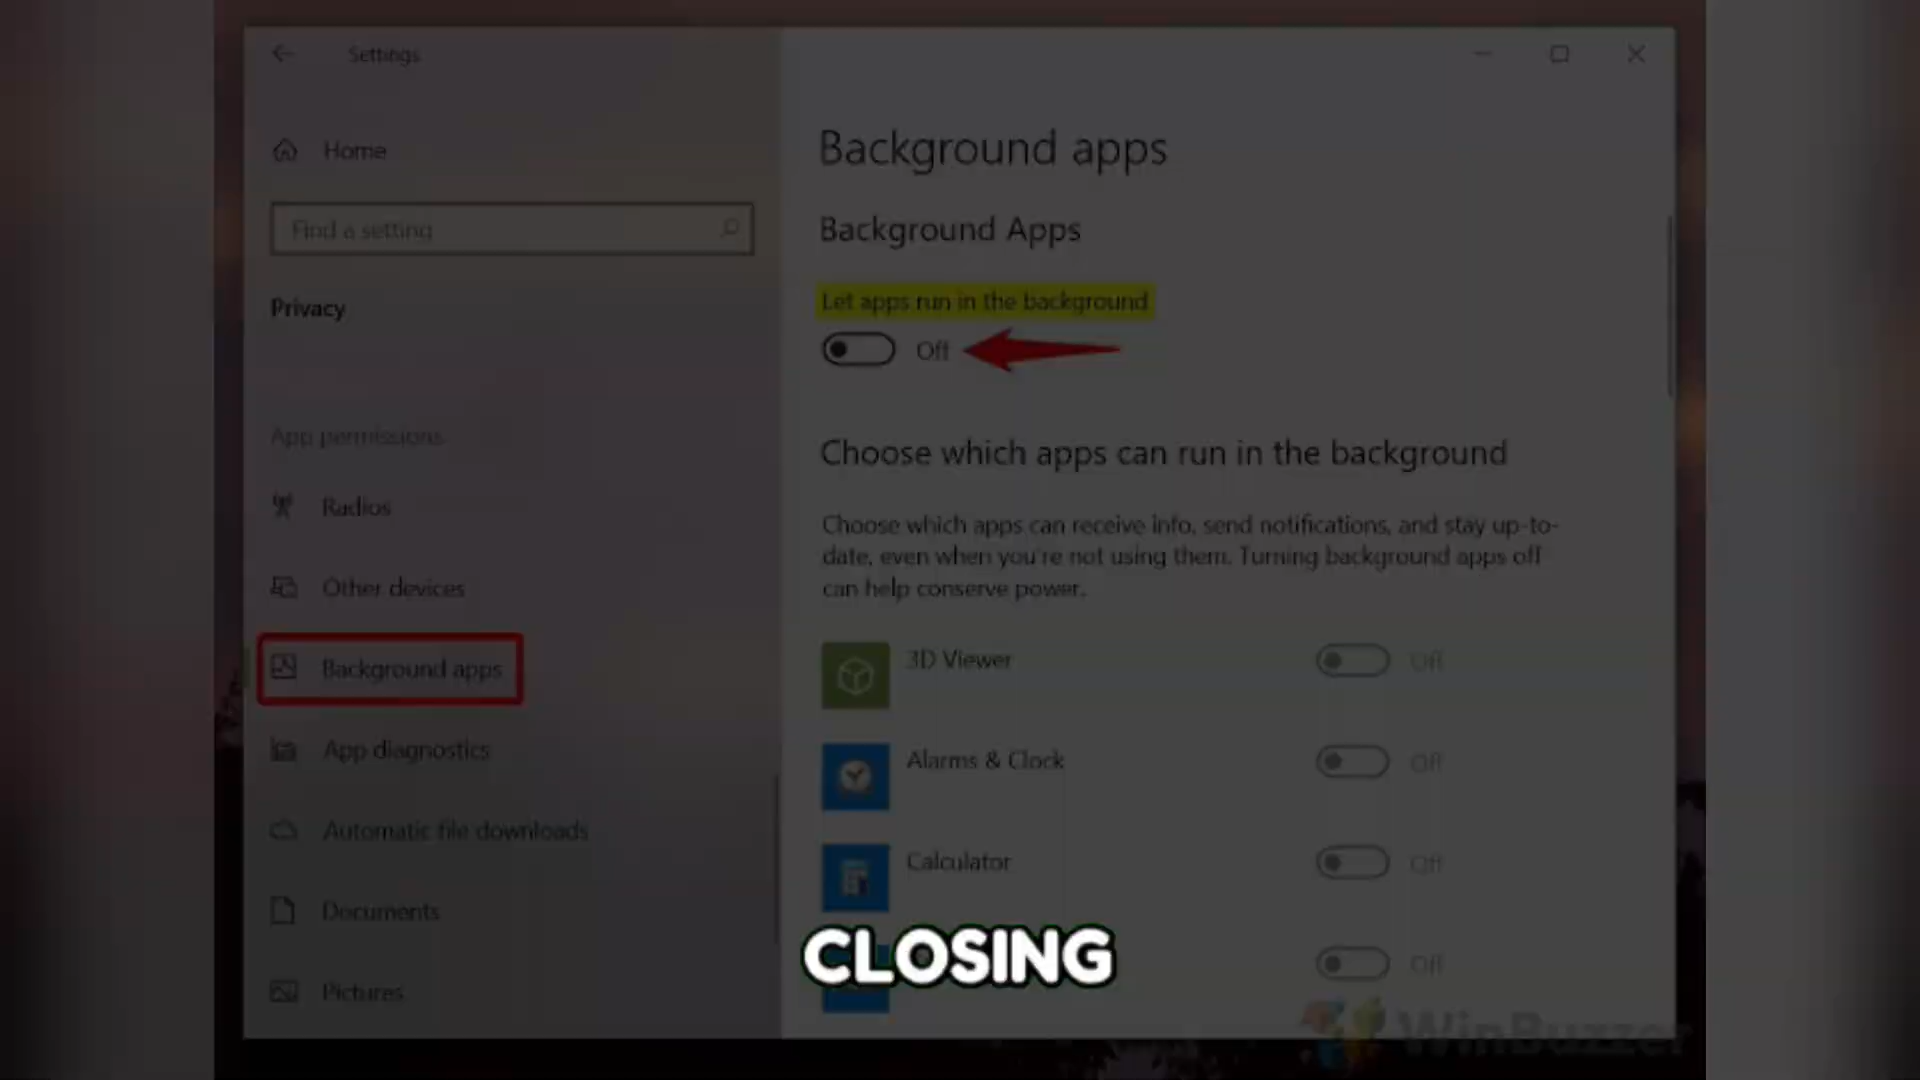 Settings
Home
Find a setting
Privacy
App permissions
Radios
Other devices
Background apps
App diagnostics
Automatic file downloads
Documents
Pictures
Background apps
Background Apps
Let apps run in the background
Off
Choose which apps can run in the background
Choose which apps can receive info, send notifications, and stay up-to-
date, even when you're not using them. Turning background apps off
can help conserve power.
3D Viewer Off
Alarms & Clock Off
Calculator Off
Off
CLOSING
WinBuzzer